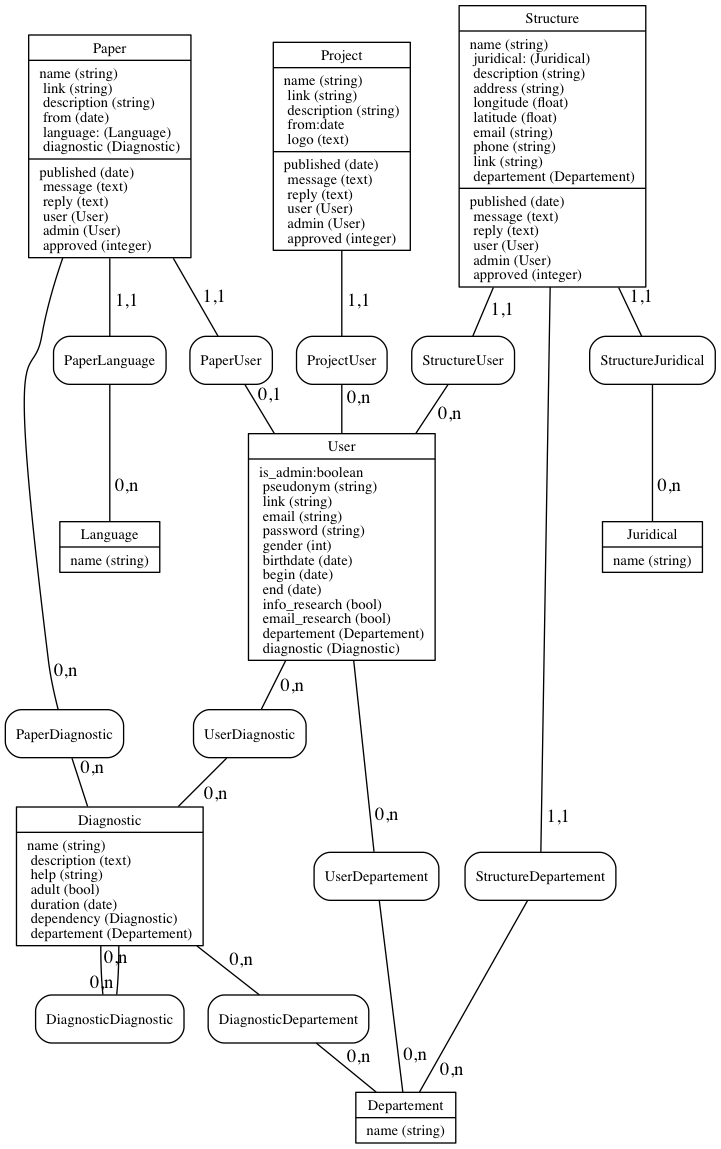 Paper
name (string)
link (string)
description (string)
from (date)
language: (Language)
diagnostic (Diagnostic)
published (date)
message (text)
reply (text)
user (User)
admin (User)
approved (integer)
Project
name (string)
link (string)
description (string)
from:date
logo (text)
published (date)
message (text)
reply (text)
user (User)
admin (User)
approved (integer)
Structure
name (string)
juridical: (Juridical)
description (string)
address (string)
longitude (float)
latitude (float)
email (string)
phone (string)
link (string)
departement (Departement)
published (date)
message (text)
reply (text)
user (User)
admin (User)
approved (integer)
1,1
1,1
1,1
1,1
1,1
PaperLanguage
PaperUser
ProjectUser
StructureUser
StructureJuridical
0,1
0,n
0,n
0,n
0,n
User
is_admin:boolean
pseudonym (string)
link (string)
email (string)
password (string)
gender (int)
birthdate (date)
begin (date)
end (date)
info_research (bool)
email_research (bool)
departement (Departement)
diagnostic (Diagnostic)
Language
name (string)
Juridical
name (string)
0,n
0,n
PaperDiagnostic
UserDiagnostic
0,n
0,n
0,n
1,1
Diagnostic
name (string)
description (text)
help (string)
adult (bool)
duration (date)
dependency (Diagnostic)
departement (Departement)
UserDepartement
StructureDepartement
0,n
0,n
0,n
DiagnosticDiagnostic
DiagnosticDepartement
0,n
0,n
0,n
Departement
name (string)